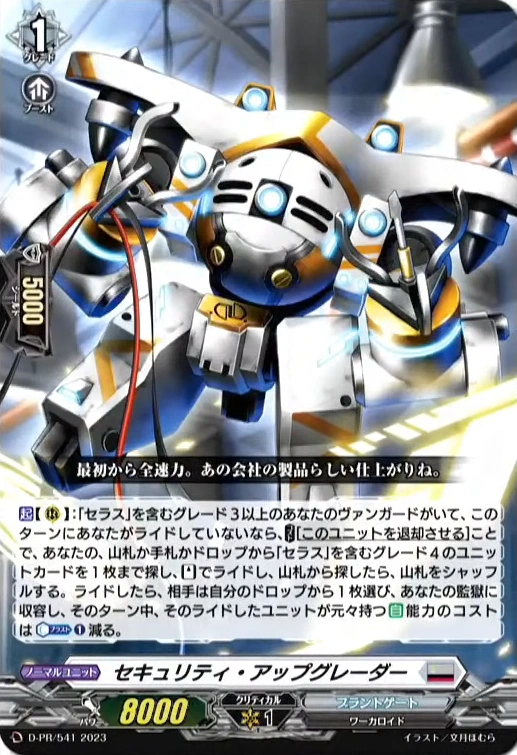 1
グレード
ブースト
5000
シールド
最初から全速力。あの会社の製品らしい仕上がりね。
起【R】：「セラス」を含むグレード3以上のあなたのヴァンガードがいて、この
ターンにあなたがライドしていないなら、[このユニットを退却させる]こと
で、あなたの、山札か手札かドロップから「セラス」を含むグレード4のユニッ
トカードを1枚まで探し、でライドし、山札から探したら、山札をシャッフ
ルする。ライドしたら、相手は自分のドロップから1枚選び、あなたの監獄に
収容し、そのターン中、そのライドしたユニットが元々持つ自能力のコスト
は ブラスト 1 減る。
ノーマルユニット
セキュリティ・アップグレーダー
パワー
8000
クリティカル
1
ブラントゲート
ワーカロイド
D-PR/541 2023
イラスト／文月ほむら